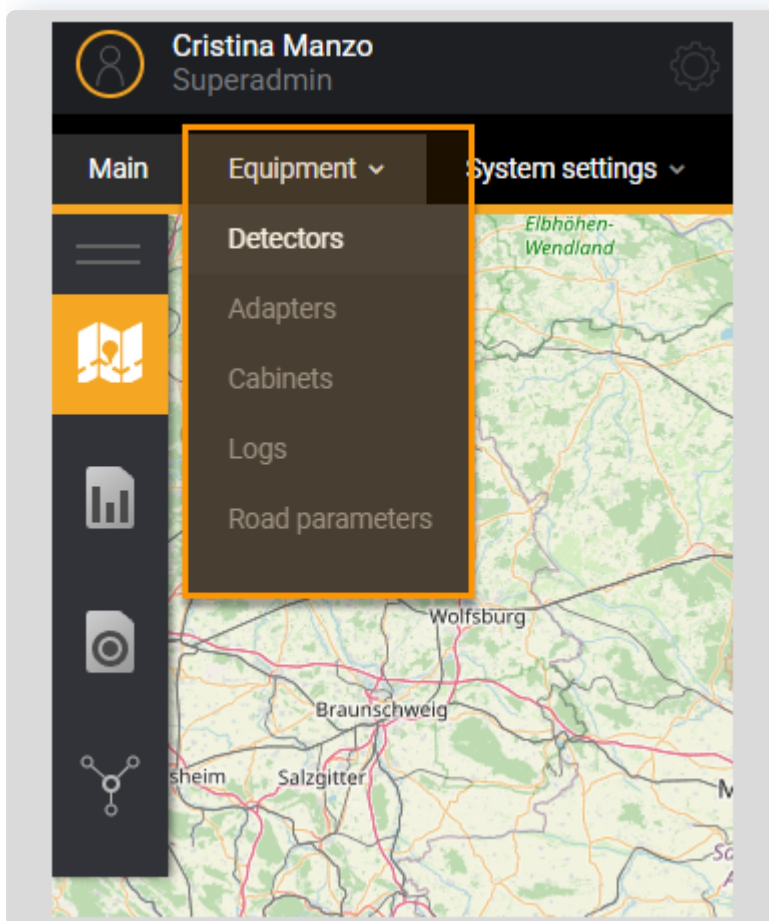 Cristina Manzo
Superadmin
Main
Equipment
System settings
Detectors
Adapters
Cabinets
Logs
Road parameters
Elbhöhen-
Wendland
Wolfsburg
Braunschweig
sheim
Salzgitter